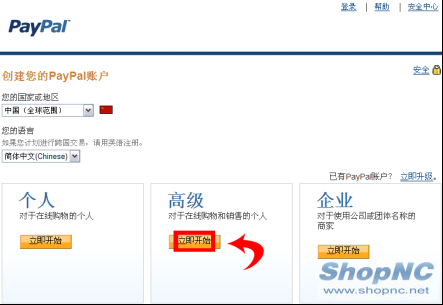 登录 | 帮助 | 安全中心
PayPal
创建您的PayPal账户
安全
您的国家或地区
中国（全球范围）
您的语言
如果您计划进行跨国交易，请用英语注册。
简体中文(Chinese)
已有PayPal账户？ 立即升级。
个人
对于在线购物的个人
立即开始
高级
对于在线购物和销售的个人
立即开始
企业
对于使用公司或团体名称的
商家
立即开始
ShopNC
www.shopnc.net